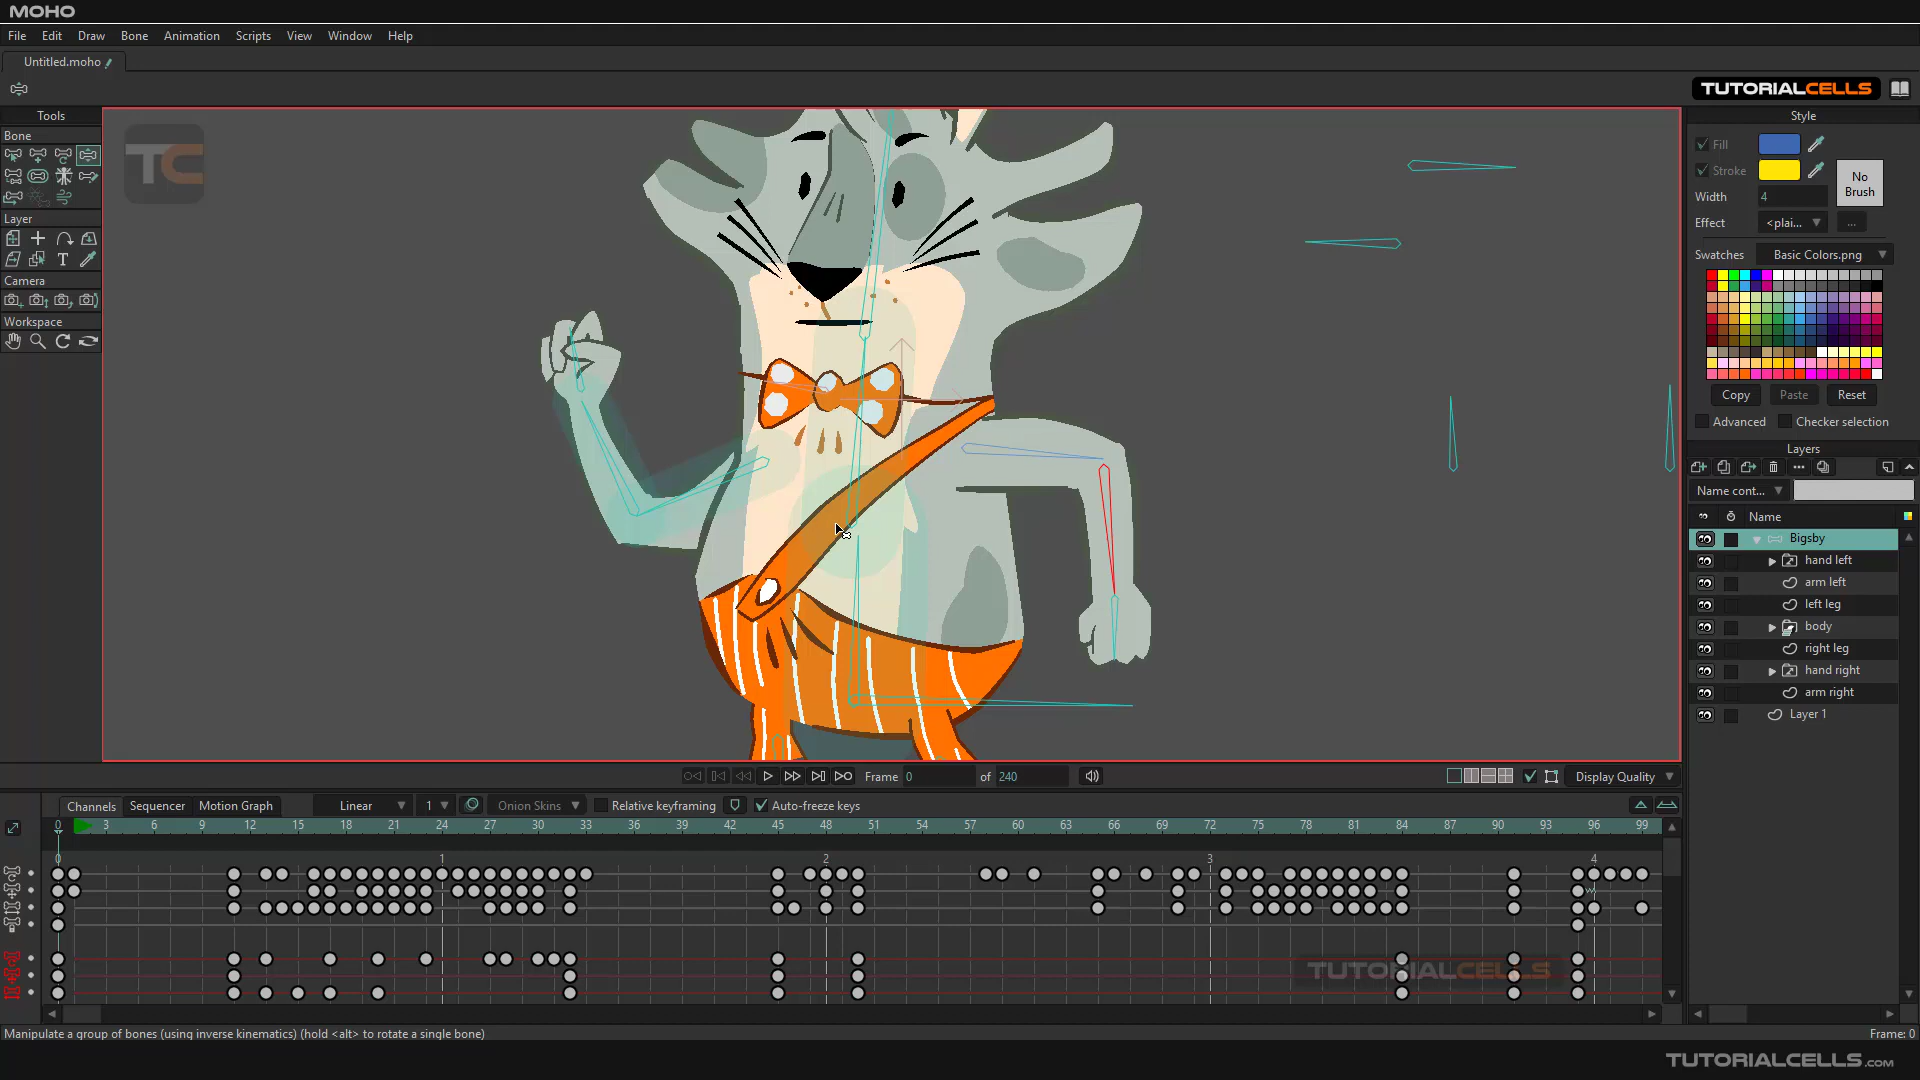 MOHO
File Edit Draw Bone Animation Scripts View Window Help
Untitled.moho
TUTORIALCELLS
Tools
Style
Bone
TC
Fill
Stroke
No Brush
Width 4
Layer
Effect <plai... ...
Swatches Basic Colors.png
Camera
Workspace
Copy Paste Reset
Advanced Checker selection
Layers
Name cont...
Name
Bigsby
hand left
arm left
left leg
body
right leg
hand right
arm right
Layer 1
Frame 0 of 240 Display Quality
Channels Sequencer Motion Graph Linear 1 Onion Skins Relative keyframing Auto-freeze keys
0 3 6 9 12 15 18 21 24 27 30 33 36 39 42 45 48 51 54 57 60 63 66 69 72 75 78 81 84 87 90 93 96 99
0 1 2 3 4
TUTORIALCELLS
Manipulate a group of bones (using inverse kinematics) (hold <alt> to rotate a single bone) Frame: 0
TUTORIALCELLS.COM